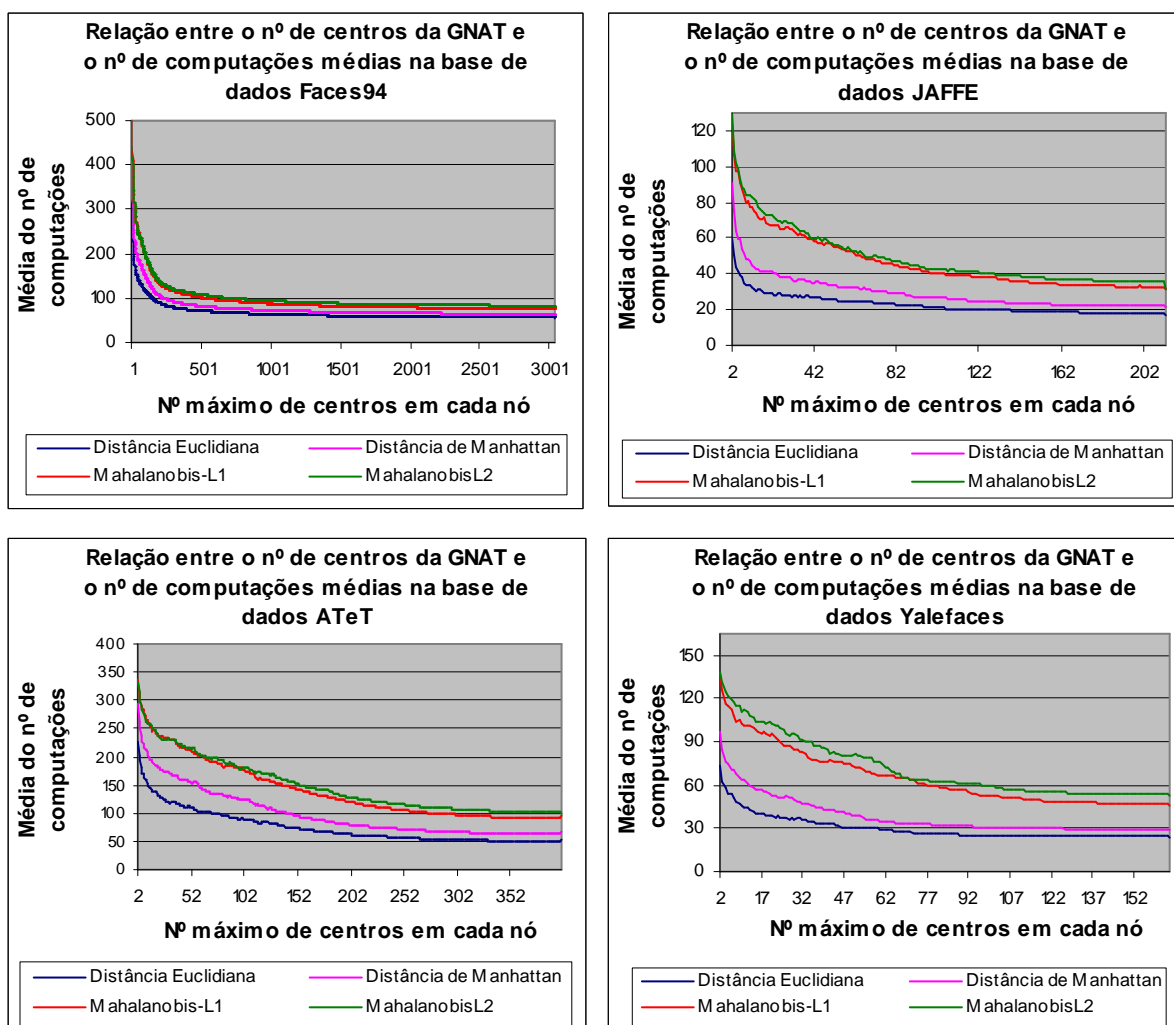 Relação entre o nº de centros da GNAT e
o nº de computações médias na base de
dados Faces94
Média do nº de
computações
500
400
300
200
100
0
1 501 1001 1501 2001 2501 3001
Nº máximo de centros em cada nó
Distância Euclidiana Distância de Manhattan
Mahalanobis-L1 MahalanobisL2
Relação entre o nº de centros da GNAT e
o nº de computações médias na base de
dados JAFFE
Média do nº de
computações
120
100
80
60
40
20
0
2 42 82 122 162 202
Nº máximo de centros em cada nó
Distância Euclidiana Distância de Manhattan
Mahalanobis-L1 MahalanobisL2
Relação entre o nº de centros da GNAT e
o nº de computações médias na base de
dados ATeT
Média do nº de
computações
400
350
300
250
200
150
100
50
0
2 52 102 152 202 252 302 352
Nº máximo de centros em cada nó
Distância Euclidiana Distância de Manhattan
Mahalanobis-L1 MahalanobisL2
Relação entre o nº de centros da GNAT e
o nº de computações médias na base de
dados Yalefaces
Média do nº de
computações
150
120
90
60
30
0
2 17 32 47 62 77 92 107 122 137 152
Nº máximo de centros em cada nó
Distância Euclidiana Distância de Manhattan
Mahalanobis-L1 MahalanobisL2